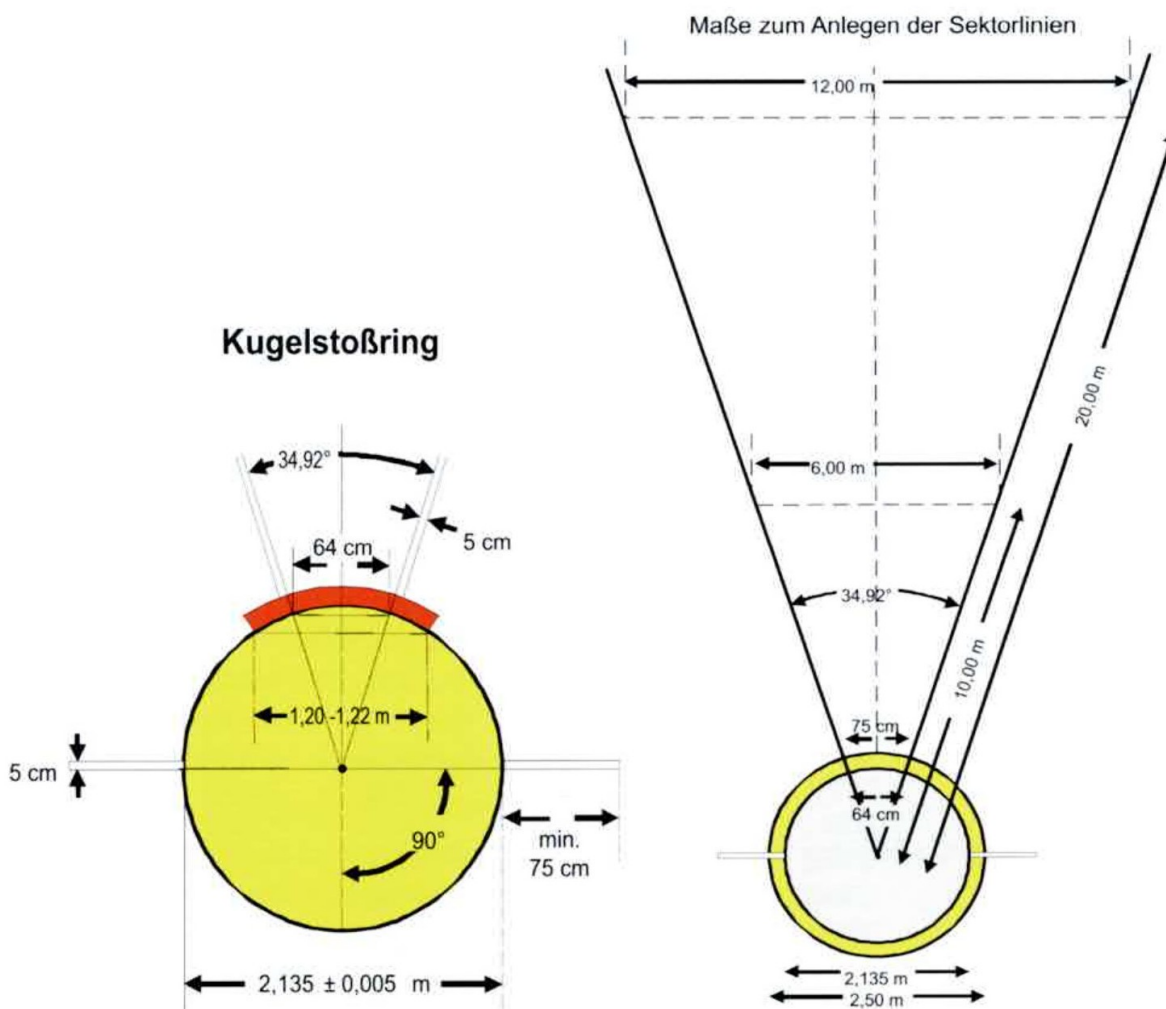 Maße zum Anlegen der Sektorlinien
12,00 m
20,00 m
Kugelstoßring
34,92°
6,00 m
5 cm
64 cm
34,92°
10,00 m
1,20 -1,22 m
75 cm
5 cm
64 cm
90°
min.
75 cm
2,135 ± 0,005 m
2,135 m
2,50 m